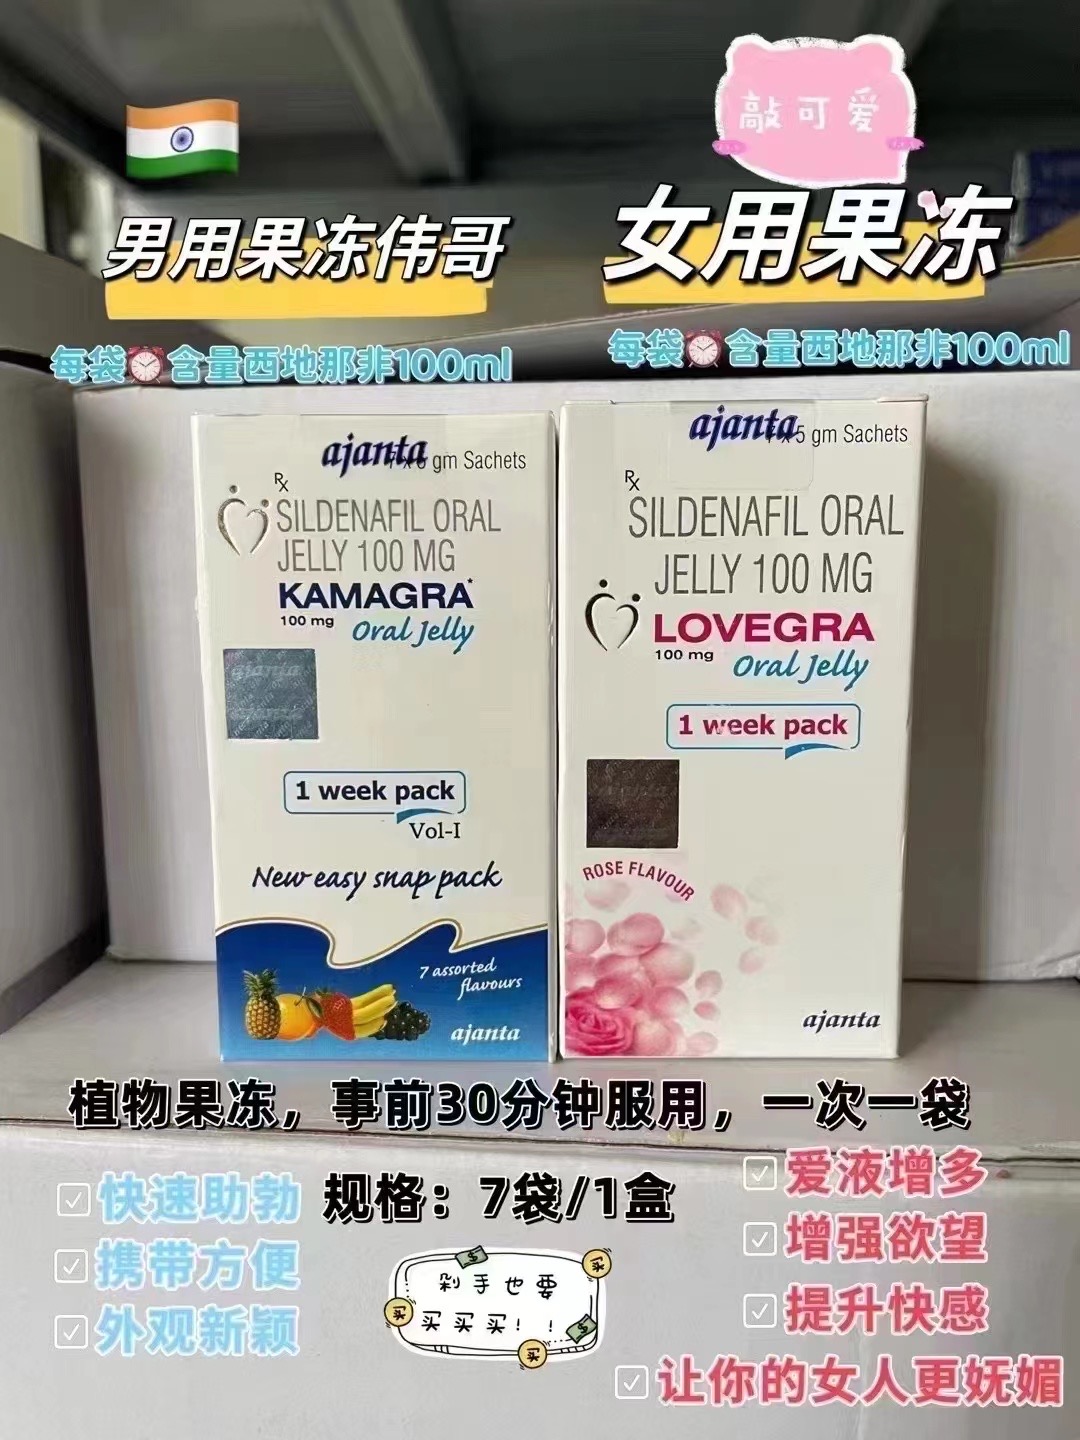 敲可爱
男用果冻伟哥
女用果冻
每袋⏰含量西地那非100ml
每袋⏰含量西地那非100ml
ajanta
gm Sachets
Rx
SILDENAFIL ORAL
JELLY 100 MG
KAMAGRA*
100 mg
Oral Jelly
ajanta
1 week pack
Vol-I
New easy snap pack
7 assorted
flavours
ajanta
ajanta
5 gm Sachets
Rx
SILDENAFIL ORAL
JELLY 100 MG
LOVEGRA
100 mg
Oral Jelly
1 week pack
ajanta
ROSE FLAVOUR
ajanta
植物果冻，事前30分钟服用，一次一袋
规格：7袋/1盒
快速助勃
携带方便
外观新颖
爱液增多
增强欲望
提升快感
让你的女人更妩媚
剁手也要
买买买！！
买
买
买